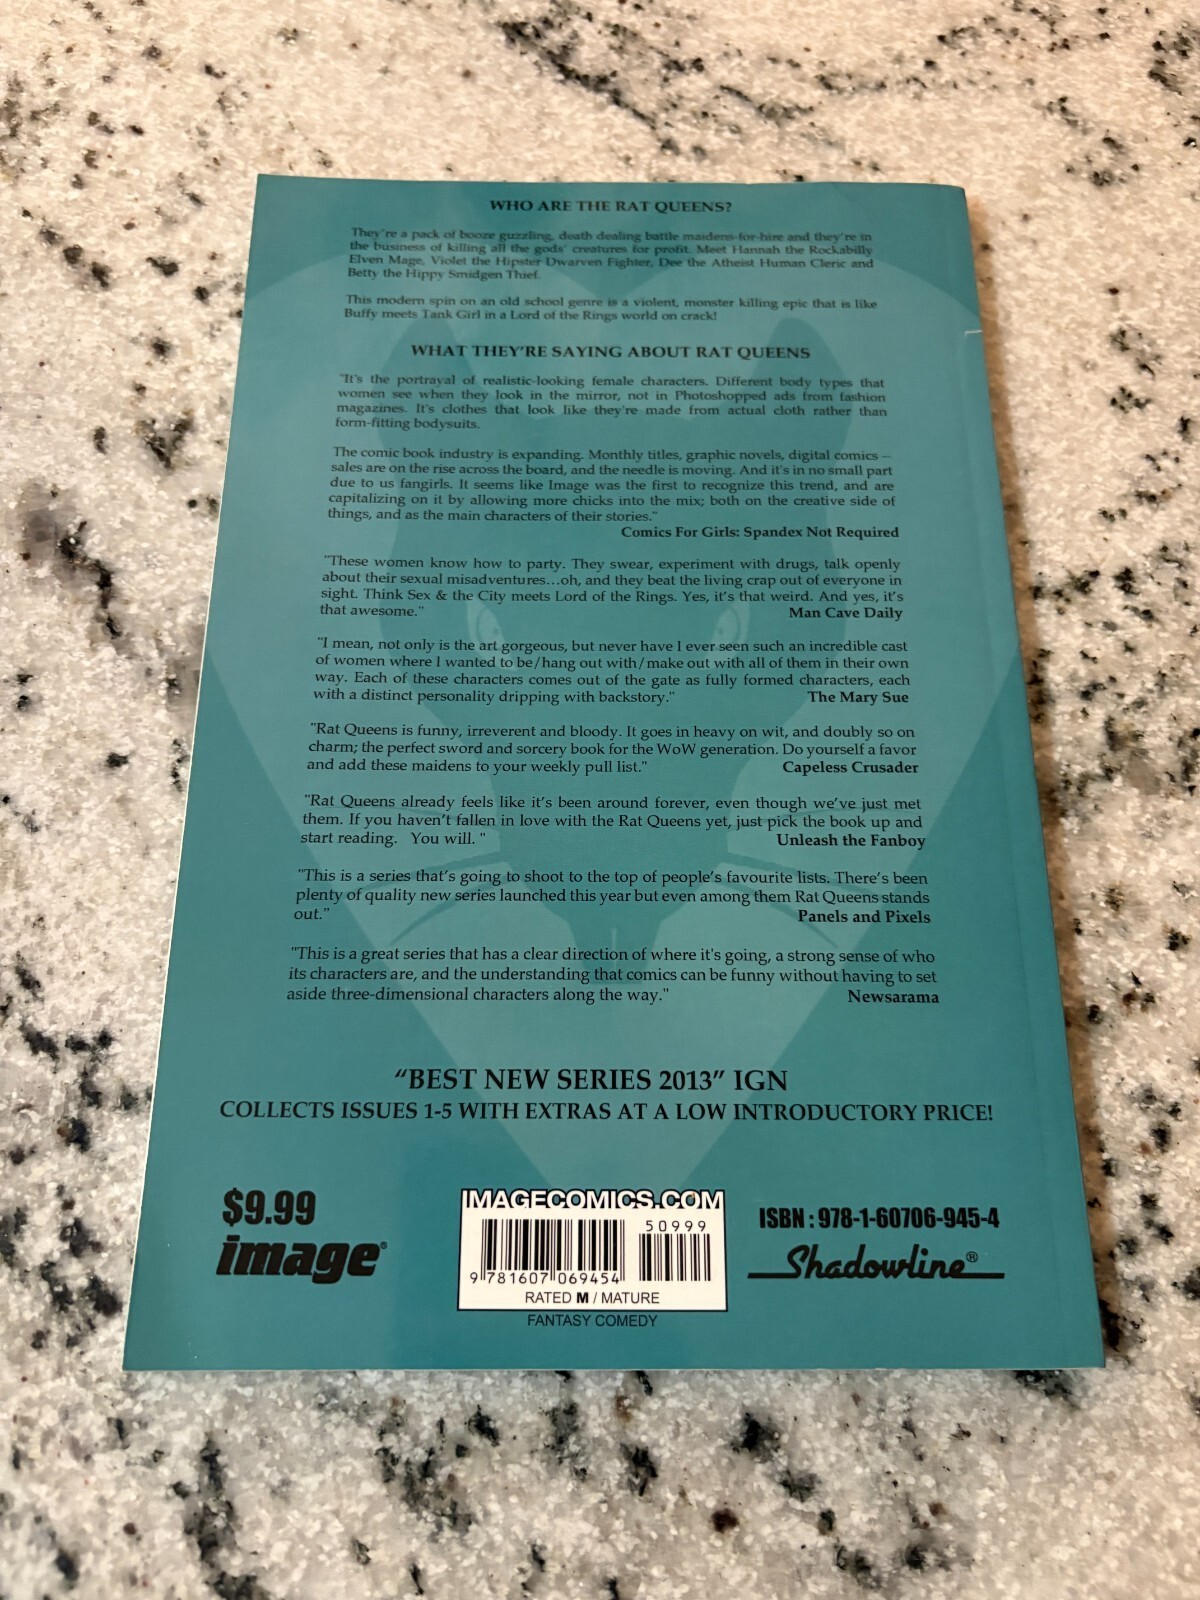 WHO ARE THE RAT QUEENS?
They're a pack of booze guzzling, death dealing battle maidens-for-hire and they're in
the business of killing all the gods' creatures for profit. Meet Hannah the Rockabilly
Elven Mage, Violet the Hipster Dwarven Fighter, Dee the Atheist Human Cleric and
Betty the Hippy Smidgen Thief.
This modern spin on an old school genre is a violent, monster killing epic that is like
Buffy meets Tank Girl in a Lord of the Rings world on crack!
WHAT THEY'RE SAYING ABOUT RAT QUEENS
"It's the portrayal of realistic-looking female characters. Different body types that
women see when they look in the mirror, not in Photoshopped ads from fashion
magazines. It's clothes that look like they're made from actual cloth rather than
form-fitting bodysuits.
The comic book industry is expanding. Monthly titles, graphic novels, digital comics –
sales are on the rise across the board, and the needle is moving. And it's in no small part
due to us fangirls. It seems like Image was the first to recognize this trend, and are
capitalizing on it by allowing more chicks into the mix; both on the creative side of
things, and as the main characters of their stories."
Comics For Girls: Spandex Not Required
"These women know how to party. They swear, experiment with drugs, talk openly
about their sexual misadventures...oh, and they beat the living crap out of everyone in
sight. Think Sex & the City meets Lord of the Rings. Yes, it's that weird. And yes, it's
that awesome." Man Cave Daily
"I mean, not only is the art gorgeous, but never have I ever seen such an incredible cast
of women where I wanted to be/hang out with/make out with all of them in their own
way. Each of these characters comes out of the gate as fully formed characters, each
with a distinct personality dripping with backstory." The Mary Sue
"Rat Queens is funny, irreverent and bloody. It goes in heavy on wit, and doubly so on
charm; the perfect sword and sorcery book for the WoW generation. Do yourself a favor
and add these maidens to your weekly pull list." Capeless Crusader
"Rat Queens already feels like it's been around forever, even though we've just met
them. If you haven't fallen in love with the Rat Queens yet, just pick the book up and
start reading. You will. " Unleash the Fanboy
"This is a series that's going to shoot to the top of people's favourite lists. There's been
plenty of quality new series launched this year but even among them Rat Queens stands
out." Panels and Pixels
"This is a great series that has a clear direction of where it's going, a strong sense of who
its characters are, and the understanding that comics can be funny without having to set
aside three-dimensional characters along the way." Newsarama
"BEST NEW SERIES 2013" IGN
COLLECTS ISSUES 1-5 WITH EXTRAS AT A LOW INTRODUCTORY PRICE!
$9.99
image®
IMAGECOMICS.COM
50999
9 781607 069454
RATED M / MATURE
FANTASY COMEDY
ISBN : 978-1-60706-945-4
Shadowline®